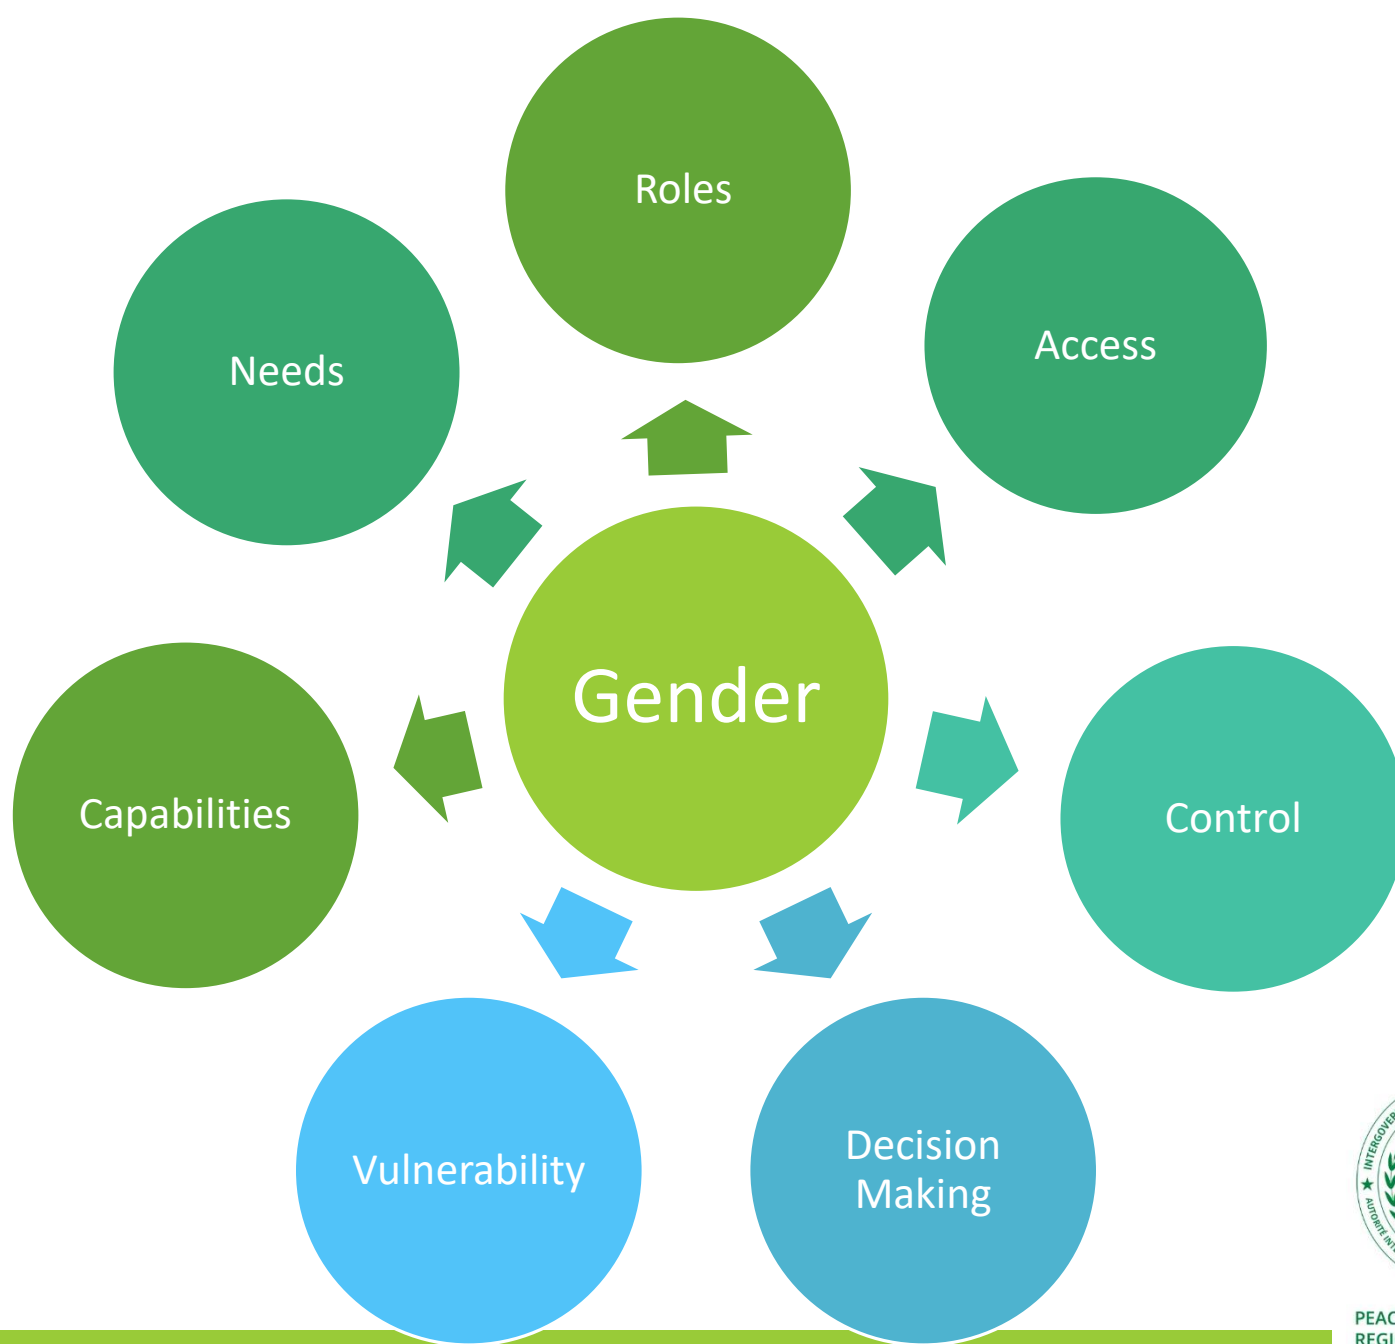 Roles
Access
Needs
Gender
Capabilities
Control
Decision
Making
Vulnerability